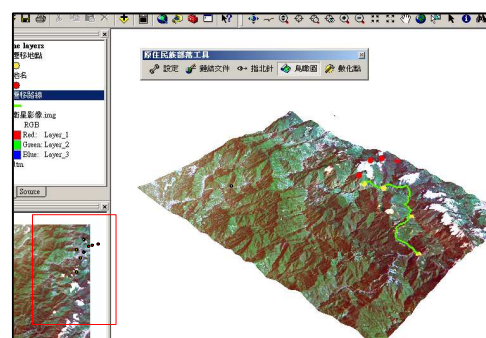 原住民族部落工具
設定 鏈結文件 指北針 鳥瞰圖 數化點
ne layers
遷移地點
地名
遷移路線
衛星影像.img
RGB
Red: Layer_1
Green: Layer_2
Blue: Layer_3
Source